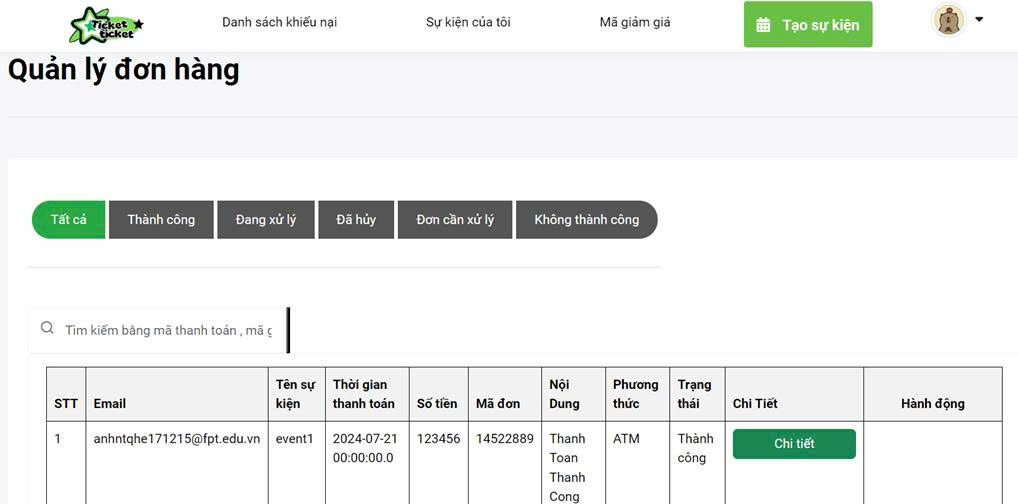 Ticket
ticket
Danh sách khiếu nại
Sự kiện của tôi
Mã giảm giá
Tạo sự kiện
Quản lý đơn hàng
Tất cả
Thành công
Đang xử lý
Đã hủy
Đơn cần xử lý
Không thành công
Tìm kiếm bằng mã thanh toán , mã g
STT
Email
Tên sự
kiện
Thời gian
thanh toán
Số tiền
Mã đơn
Nội
Dung
Phương
thức
Trạng
thái
Chi Tiết
Hành động
1
anhntqhe171215@fpt.edu.vn
event1
2024-07-21
00:00:00.0
123456
14522889
Thanh
Toan
Thanh
Cong
ATM
Thành
công
Chi tiết